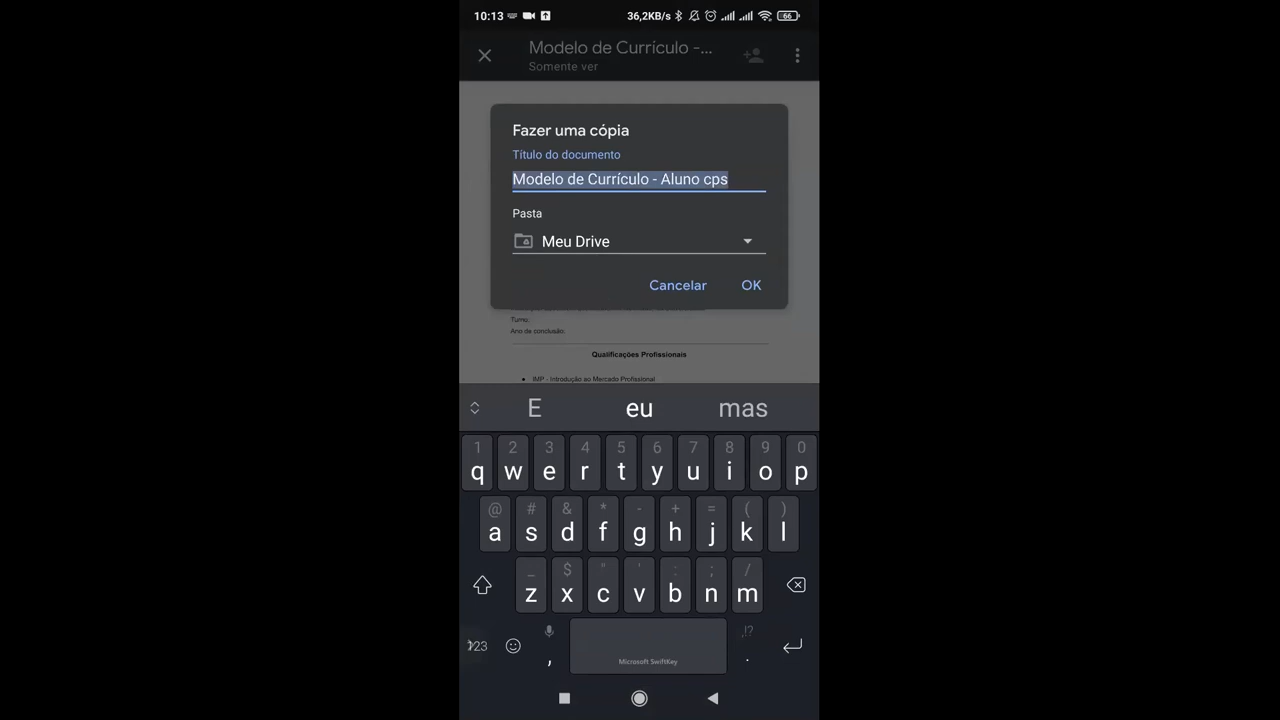 10:13 36,2KB/s 66
Modelo de Currículo -...
Somente ver
Fazer uma cópia
Título do documento
Modelo de Currículo - Aluno cps
Pasta
Meu Drive
Cancelar OK
Turno:
Ano de conclusão:
Qualificações Profissionais
IMP - Introdução ao Mercado Profissional
E eu mas
1 2 3 4 5 6 7 8 9 0
q w e r t y u i o p
@ # & * - + = ( )
a s d f g h j k l
_ $ " ' : ; /
z x c v b n m
,!?
123 , .
Microsoft SwiftKey